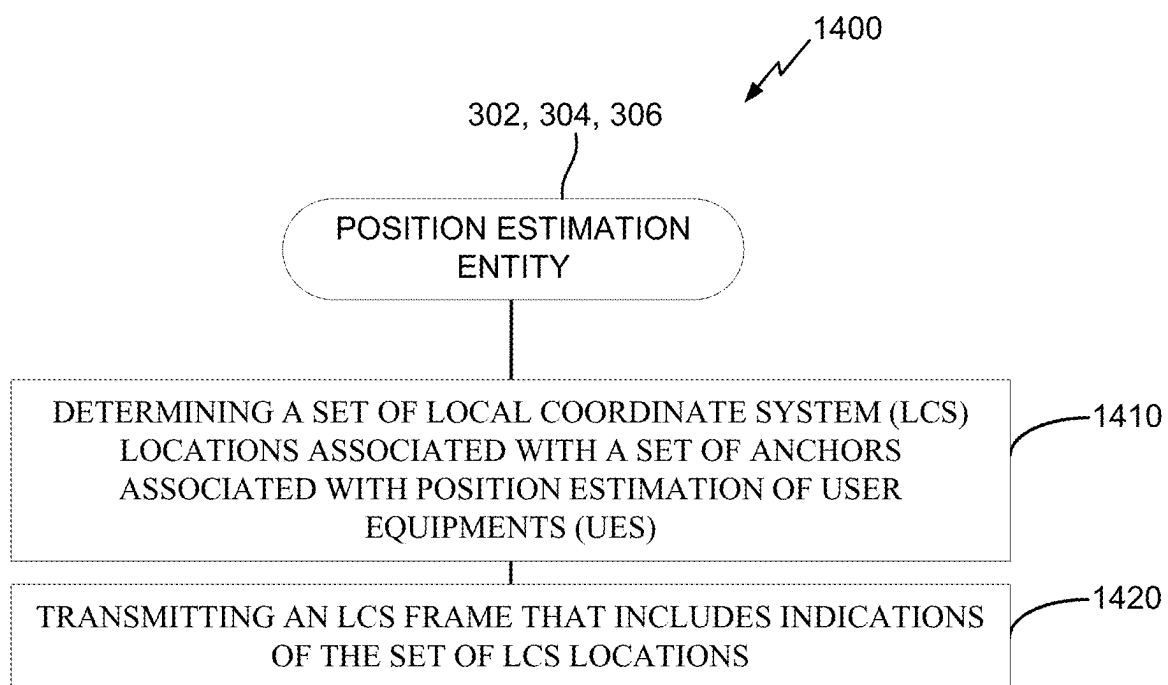 1400
302, 304, 306
POSITION ESTIMATION
ENTITY
DETERMINING A SET OF LOCAL COORDINATE SYSTEM (LCS)
LOCATIONS ASSOCIATED WITH A SET OF ANCHORS
ASSOCIATED WITH POSITION ESTIMATION OF USER
EQUIPMENTS (UES)
1410
TRANSMITTING AN LCS FRAME THAT INCLUDES INDICATIONS
OF THE SET OF LCS LOCATIONS
1420